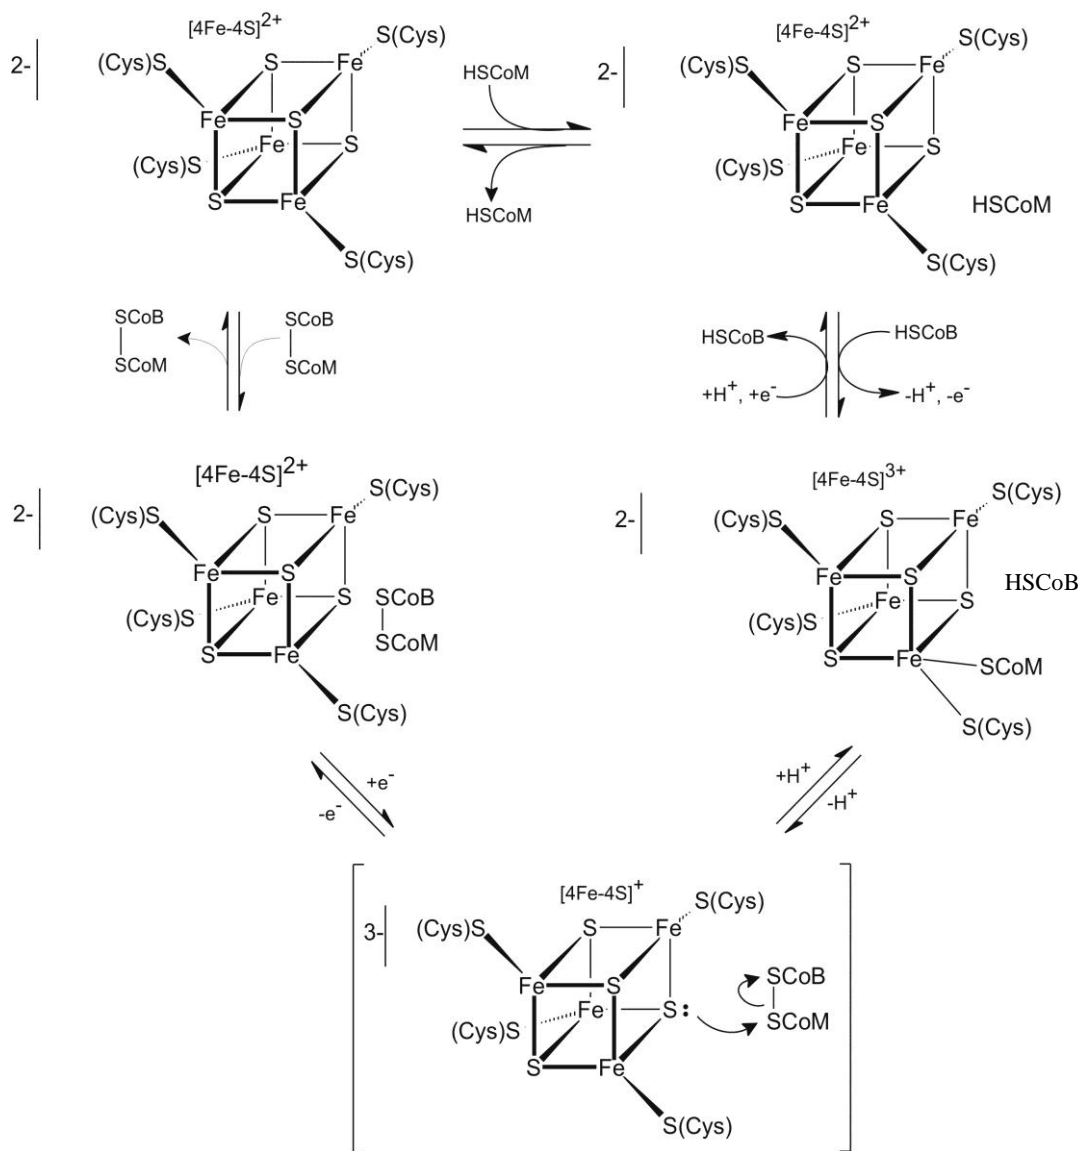 [4Fe-4S]2+
2-
(Cys)S
S
Fe
S(Cys)
Fe
S
Fe
S
(Cys)S
S
Fe
S(Cys)
HSCoM
HSCoM
[4Fe-4S]2+
2-
(Cys)S
S
Fe
S(Cys)
Fe
S
Fe
S
(Cys)S
S
Fe
HSCoM
S(Cys)
SCoB
SCoM
SCoB
SCoM
HSCoB
HSCoB
+H+, +e-
-H+, -e-
[4Fe-4S]2+
2-
(Cys)S
S
Fe
S(Cys)
Fe
S
Fe
S
SCoB
(Cys)S
SCoM
S
Fe
S(Cys)
[4Fe-4S]3+
2-
(Cys)S
S
Fe
S(Cys)
Fe
S
HSCoB
Fe
S
(Cys)S
S
Fe
SCoM
S(Cys)
+e-
-e-
+H+
-H+
[4Fe-4S]+
3-
(Cys)S
S
Fe
S(Cys)
Fe
S
SCoB
Fe
S:
SCoM
(Cys)S
S
Fe
S(Cys)